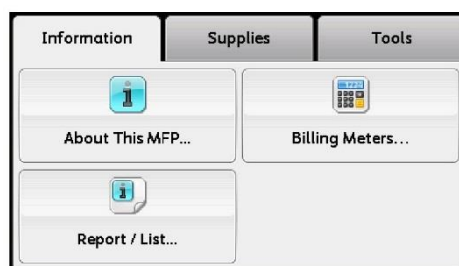 Information Supplies Tools
About This MFP... Billing Meters...
Report / List...